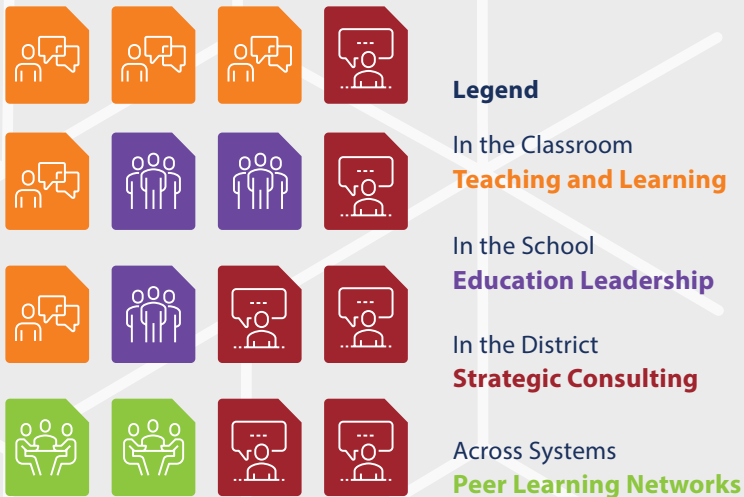 Legend
In the Classroom
Teaching and Learning
In the School
Education Leadership
In the District
Strategic Consulting
Across Systems
Peer Learning Networks